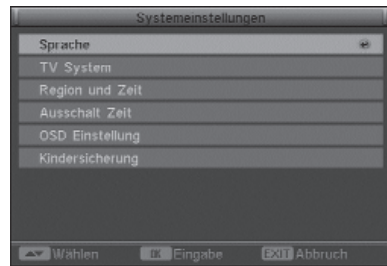 Systemeinstellungen
Sprache
TV System
Region und Zeit
Ausschalt Zeit
OSD Einstellung
Kindersicherung
Wählen OK Eingabe EXIT Abbruch